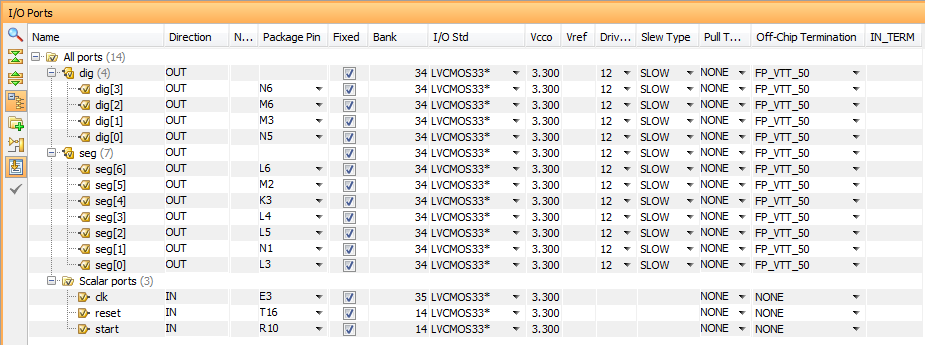 I/O Ports
Name Direction N... Package Pin Fixed Bank I/O Std Vcco Vref Driv... Slew Type Pull T... Off-Chip Termination IN_TERM
All ports (14)
dig (4) OUT 34 LVCMOS33* 3.300 12 SLOW NONE FP_VTT_50
dig[3] OUT N6 34 LVCMOS33* 3.300 12 SLOW NONE FP_VTT_50
dig[2] OUT M6 34 LVCMOS33* 3.300 12 SLOW NONE FP_VTT_50
dig[1] OUT M3 34 LVCMOS33* 3.300 12 SLOW NONE FP_VTT_50
dig[0] OUT N5 34 LVCMOS33* 3.300 12 SLOW NONE FP_VTT_50
seg (7) OUT 34 LVCMOS33* 3.300 12 SLOW NONE FP_VTT_50
seg[6] OUT L6 34 LVCMOS33* 3.300 12 SLOW NONE FP_VTT_50
seg[5] OUT M2 34 LVCMOS33* 3.300 12 SLOW NONE FP_VTT_50
seg[4] OUT K3 34 LVCMOS33* 3.300 12 SLOW NONE FP_VTT_50
seg[3] OUT L4 34 LVCMOS33* 3.300 12 SLOW NONE FP_VTT_50
seg[2] OUT L5 34 LVCMOS33* 3.300 12 SLOW NONE FP_VTT_50
seg[1] OUT N1 34 LVCMOS33* 3.300 12 SLOW NONE FP_VTT_50
seg[0] OUT L3 34 LVCMOS33* 3.300 12 SLOW NONE FP_VTT_50
Scalar ports (3)
clk IN E3 35 LVCMOS33* 3.300 NONE NONE
reset IN T16 14 LVCMOS33* 3.300 NONE NONE
start IN R10 14 LVCMOS33* 3.300 NONE NONE